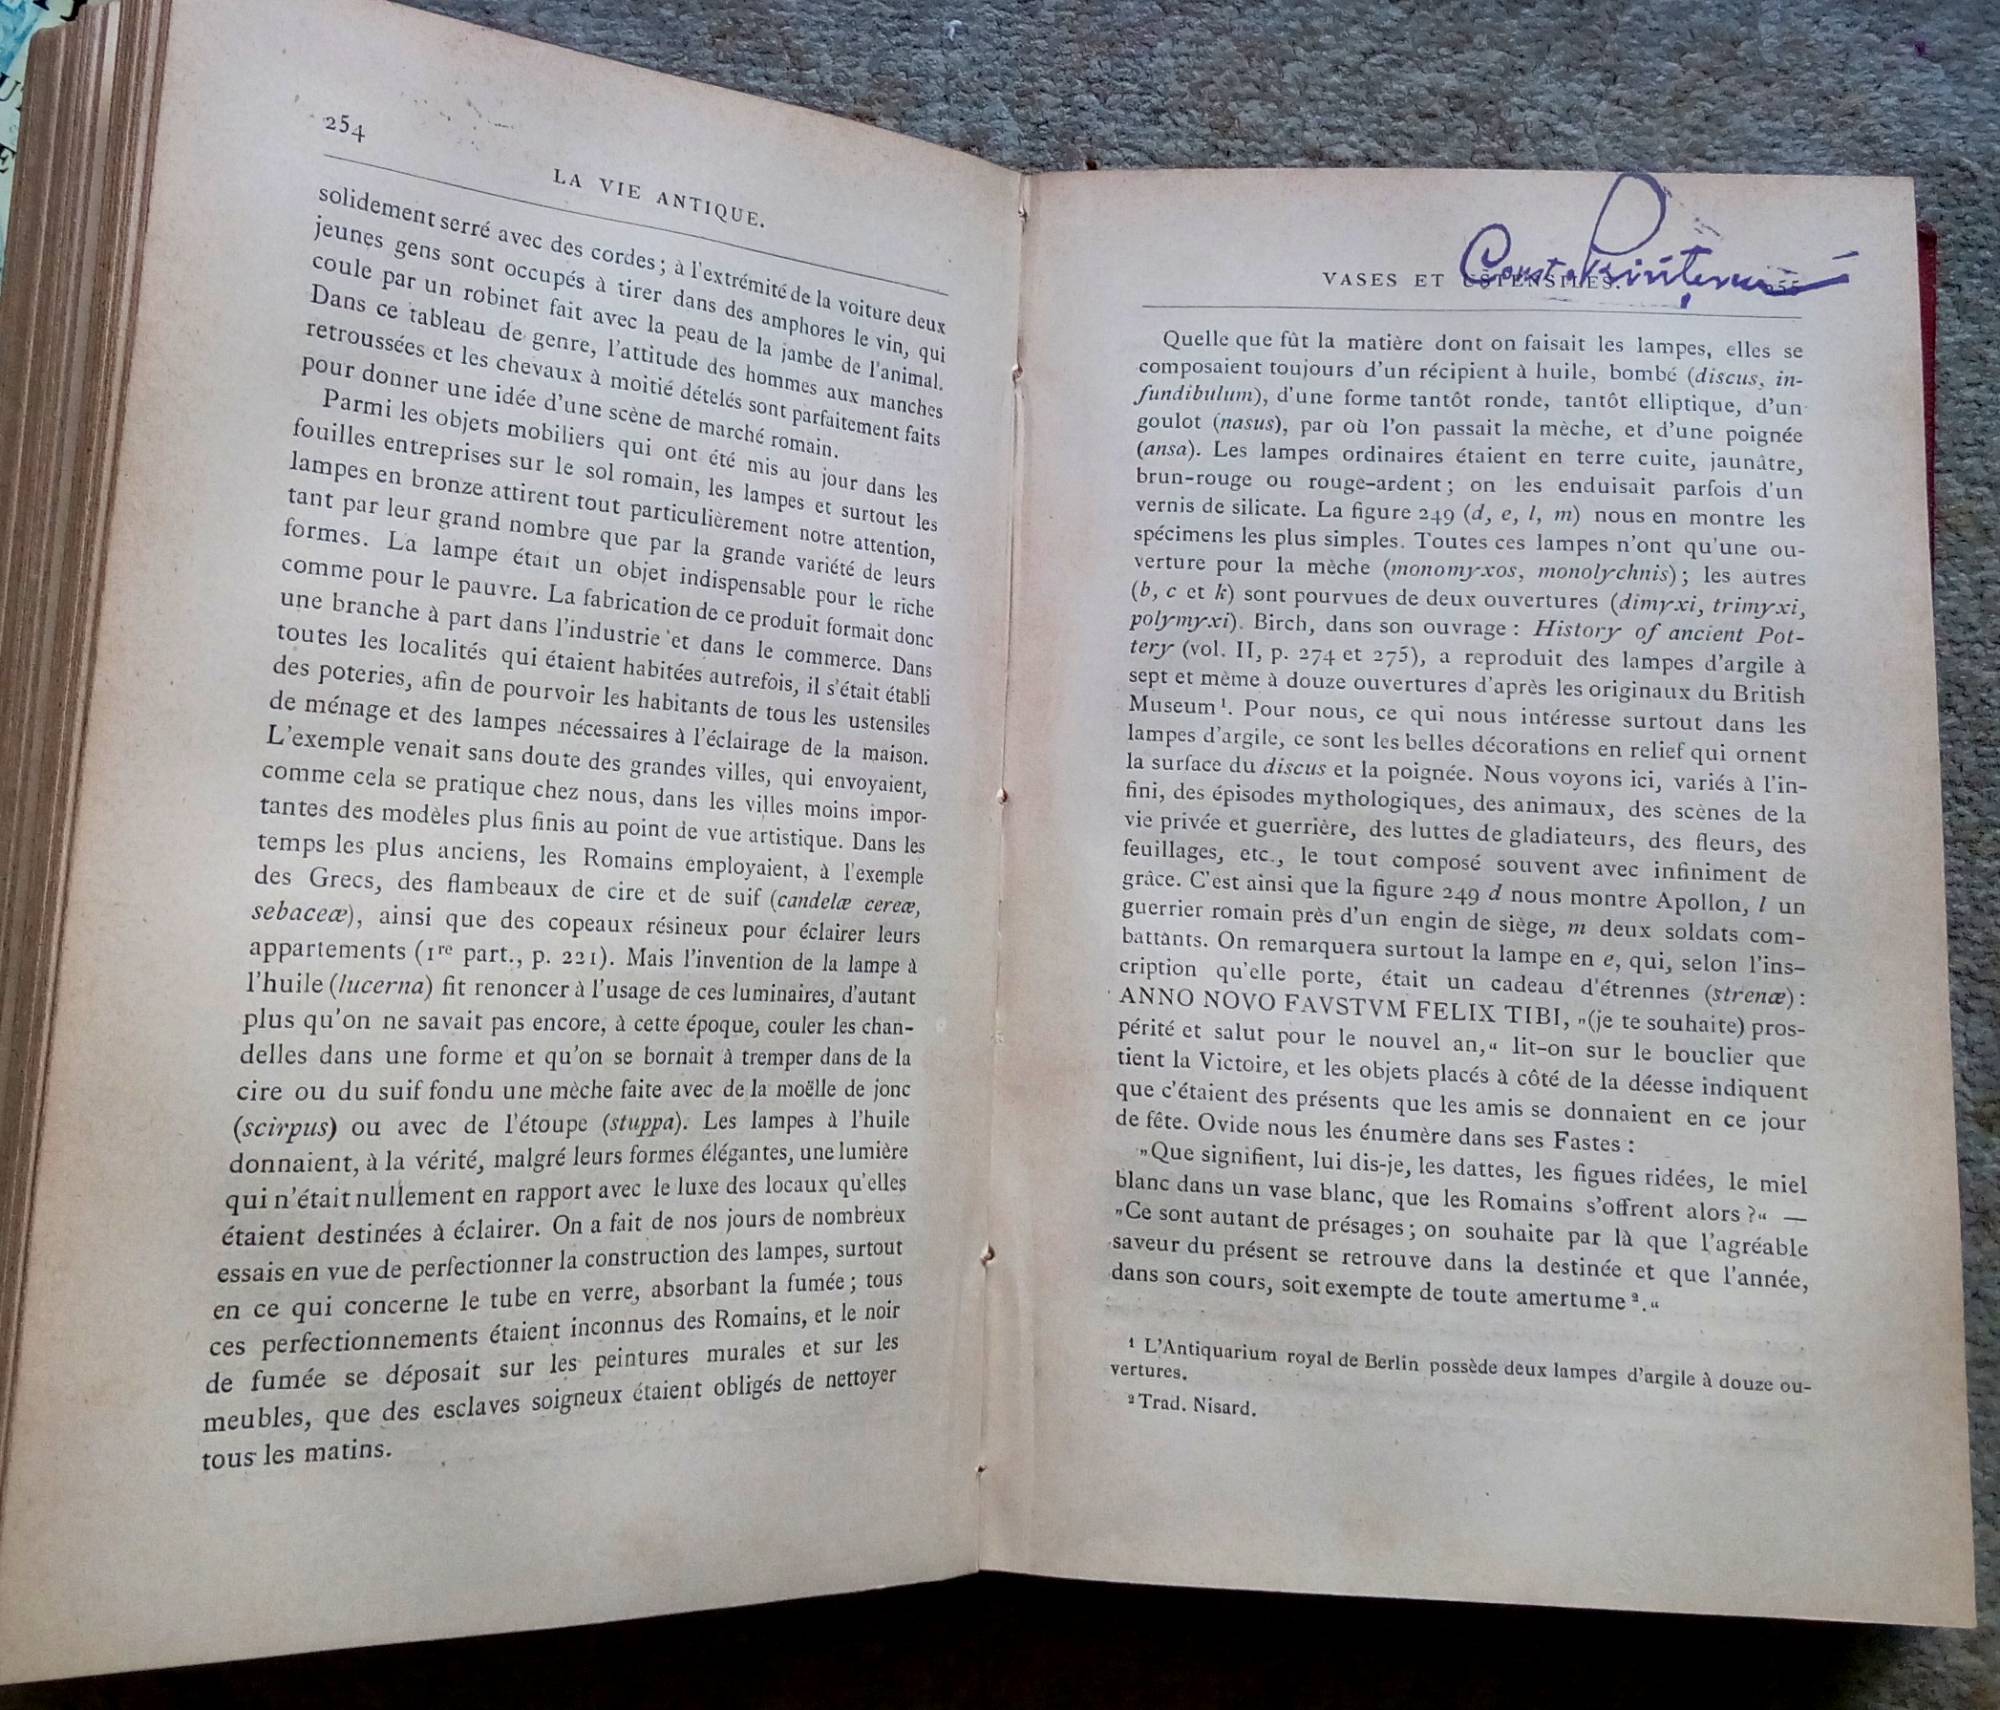 254
LA VIE ANTIQUE.
solidement serré avec des cordes; à l'extrémité de la voiture deux
jeunes gens sont occupés à tirer dans des amphores le vin, qui
coule par un robinet fait avec la peau de la jambe de l'animal.
Dans ce tableau de genre, l'attitude des hommes aux manches
retroussées et les chevaux à moitié dételés sont parfaitement faits
pour donner une idée d'une scène de marché romain.
Parmi les objets mobiliers qui ont été mis au jour dans les
fouilles entreprises sur le sol romain, les lampes et surtout les
lampes en bronze attirent tout particulièrement notre attention,
tant par leur grand nombre que par la grande variété de leurs
formes. La lampe était un objet indispensable pour le riche
comme pour le pauvre. La fabrication de ce produit formait donc
une branche à part dans l'industrie et dans le commerce. Dans
toutes les localités qui étaient habitées autrefois, il s'était établi
des poteries, afin de pourvoir les habitants de tous les ustensiles
de ménage et des lampes nécessaires à l'éclairage de la maison.
L'exemple venait sans doute des grandes villes, qui envoyaient,
comme cela se pratique chez nous, dans les villes moins impor-
tantes des modèles plus finis au point de vue artistique. Dans les
temps les plus anciens, les Romains employaient, à l'exemple
des Grecs, des flambeaux de cire et de suif (candelæ cereæ,
sebaceæ), ainsi que des copeaux résineux pour éclairer leurs
appartements (1re part., p. 221). Mais l'invention de la lampe à
l'huile (lucerna) fit renoncer à l'usage de ces luminaires, d'autant
plus qu'on ne savait pas encore, à cette époque, couler les chan-
delles dans une forme et qu'on se bornait à tremper dans de la
cire ou du suif fondu une mèche faite avec de la moëlle de jonc
(scirpus) ou avec de l'étoupe (stuppa). Les lampes à l'huile
donnaient, à la vérité, malgré leurs formes élégantes, une lumière
qui n'était nullement en rapport avec le luxe des locaux qu'elles
étaient destinées à éclairer. On a fait de nos jours de nombreux
essais en vue de perfectionner la construction des lampes, surtout
en ce qui concerne le tube en verre, absorbant la fumée; tous
ces perfectionnements étaient inconnus des Romains, et le noir
de fumée se déposait sur les peintures murales et sur les
meubles, que des esclaves soigneux étaient obligés de nettoyer
tous les matins.
VASES ET USTENSILES. 255
Quelle que fût la matière dont on faisait les lampes, elles se
composaient toujours d'un récipient à huile, bombé (discus, in-
fundibulum), d'une forme tantôt ronde, tantôt elliptique, d'un
goulot (nasus), par où l'on passait la mèche, et d'une poignée
(ansa). Les lampes ordinaires étaient en terre cuite, jaunâtre,
brun-rouge ou rouge-ardent; on les enduisait parfois d'un
vernis de silicate. La figure 249 (d, e, l, m) nous en montre les
spécimens les plus simples. Toutes ces lampes n'ont qu'une ou-
verture pour la mèche (monomyxos, monolychnis); les autres
(b, c et k) sont pourvues de deux ouvertures (dimyxi, trimyxi,
polymyxi). Birch, dans son ouvrage: History of ancient Pot-
tery (vol. II, p. 274 et 275), a reproduit des lampes d'argile à
sept et mème à douze ouvertures d'après les originaux du British
Museum¹. Pour nous, ce qui nous intéresse surtout dans les
lampes d'argile, ce sont les belles décorations en relief qui ornent
la surface du discus et la poignée. Nous voyons ici, variés à l'in-
fini, des épisodes mythologiques, des animaux, des scènes de la
vie privée et guerrière, des luttes de gladiateurs, des fleurs, des
feuillages, etc., le tout composé souvent avec infiniment de
grâce. C'est ainsi que la figure 249 d nous montre Apollon, l un
guerrier romain près d'un engin de siège, m deux soldats com-
battants. On remarquera surtout la lampe en e, qui, selon l'ins-
cription qu'elle porte, était un cadeau d'étrennes (strenæ):
ANNO NOVO FAVSTVM FELIX TIBI, „(je te souhaite) pros-
périté et salut pour le nouvel an,“ lit-on sur le bouclier que
tient la Victoire, et les objets placés à côté de la déesse indiquent
que c'étaient des présents que les amis se donnaient en ce jour
de fête. Ovide nous les énumère dans ses Fastes :
„Que signifient, lui dis-je, les dattes, les figues ridées, le miel
blanc dans un vase blanc, que les Romains s'offrent alors ?“ —
„Ce sont autant de présages; on souhaite par là que l'agréable
saveur du présent se retrouve dans la destinée et que l'année,
dans son cours, soit exempte de toute amertume².“
¹ L'Antiquarium royal de Berlin possède deux lampes d'argile à douze ou-
vertures.
² Trad. Nisard.